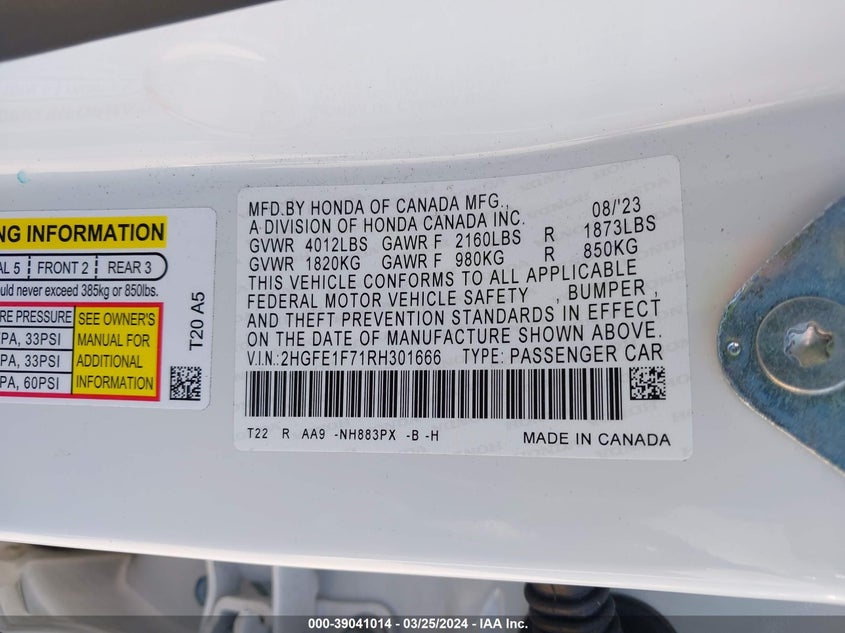 NG INFORMATION
AL 5 | FRONT 2 | REAR 3
ould never exceed 385kg or 850lbs.
RE PRESSURE
PA, 33PSI
PA, 33PSI
PA, 60PSI
SEE OWNER'S
MANUAL FOR
ADDITIONAL
INFORMATION
T20 A5
MFD.BY HONDA OF CANADA MFG., 08/'23
A DIVISION OF HONDA CANADA INC.
GVWR 4012LBS GAWR F 2160LBS R 1873LBS
GVWR 1820KG GAWR F 980KG R 850KG
THIS VEHICLE CONFORMS TO ALL APPLICABLE
FEDERAL MOTOR VEHICLE SAFETY , BUMPER ,
AND THEFT PREVENTION STANDARDS IN EFFECT
ON THE DATE OF MANUFACTURE SHOWN ABOVE.
V.I.N.:2HGFE1F71RH301666 TYPE: PASSENGER CAR
T22 R AA9 -NH883PX -B -H
MADE IN CANADA
000-39041014 — 03/25/2024 — IAA Inc.